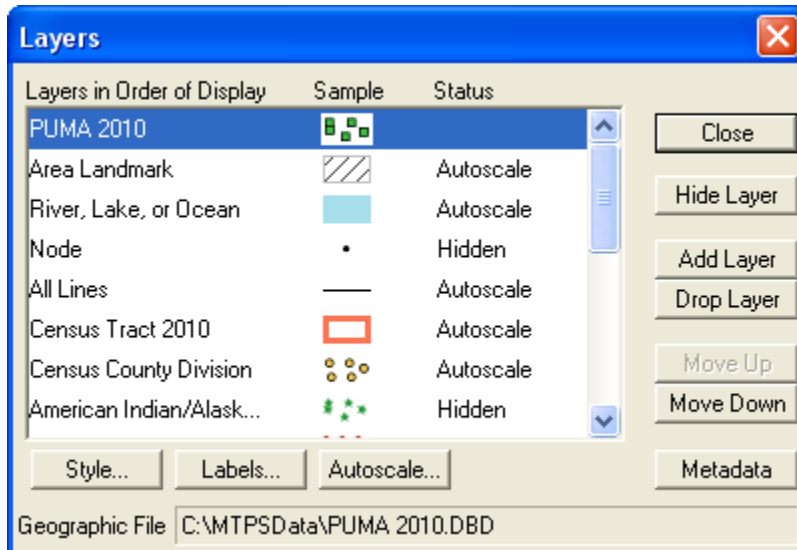 Layers
Layers in Order of Display Sample Status
PUMA 2010
Area Landmark Autoscale
River, Lake, or Ocean Autoscale
Node Hidden
All Lines Autoscale
Census Tract 2010 Autoscale
Census County Division Autoscale
American Indian/Alask... Hidden
Close
Hide Layer
Add Layer
Drop Layer
Move Up
Move Down
Style... Labels... Autoscale... Metadata
Geographic File C:\MTPSData\PUMA 2010.DBD